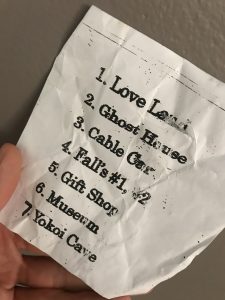 1. Love Land
2. Ghost House
3. Cable Car
4. Fall's #1, #2
5. Gift Shop
6. Museum
7. Yokoi Cave